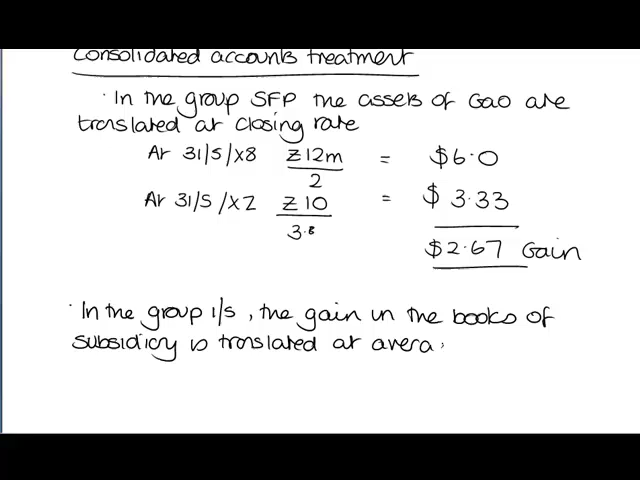 Consolidated accounts treatment
· In the group SFP the assets of Gao are
translated at closing rate
At 31/5/x8 Z12m = $6.0
2
At 31/5/x7 Z10 = $3.33
3.
$2.67 Gain
· In the group I/S, the gain in the books of
subsidicy is translated at avera